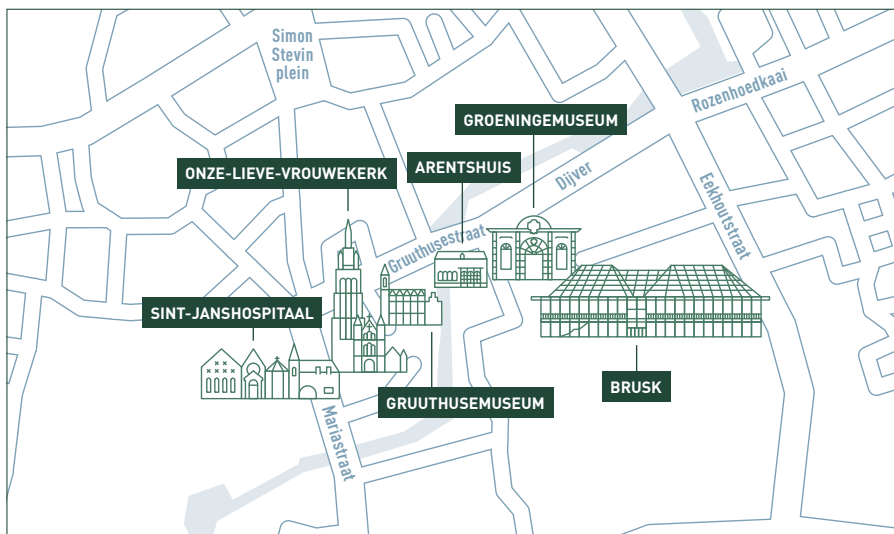 Simon
Stevin
plein
Rozenhoedkaai
GROENINGEMUSEUM
ARENTSHUIS
ONZE-LIEVE-VROUWEKERK
Dijver
Eekhoutstraat
Gruuthusestraat
SINT-JANSHOSPITAAL
BRUSK
GRUUTHUSEMUSEUM
Mariastraat